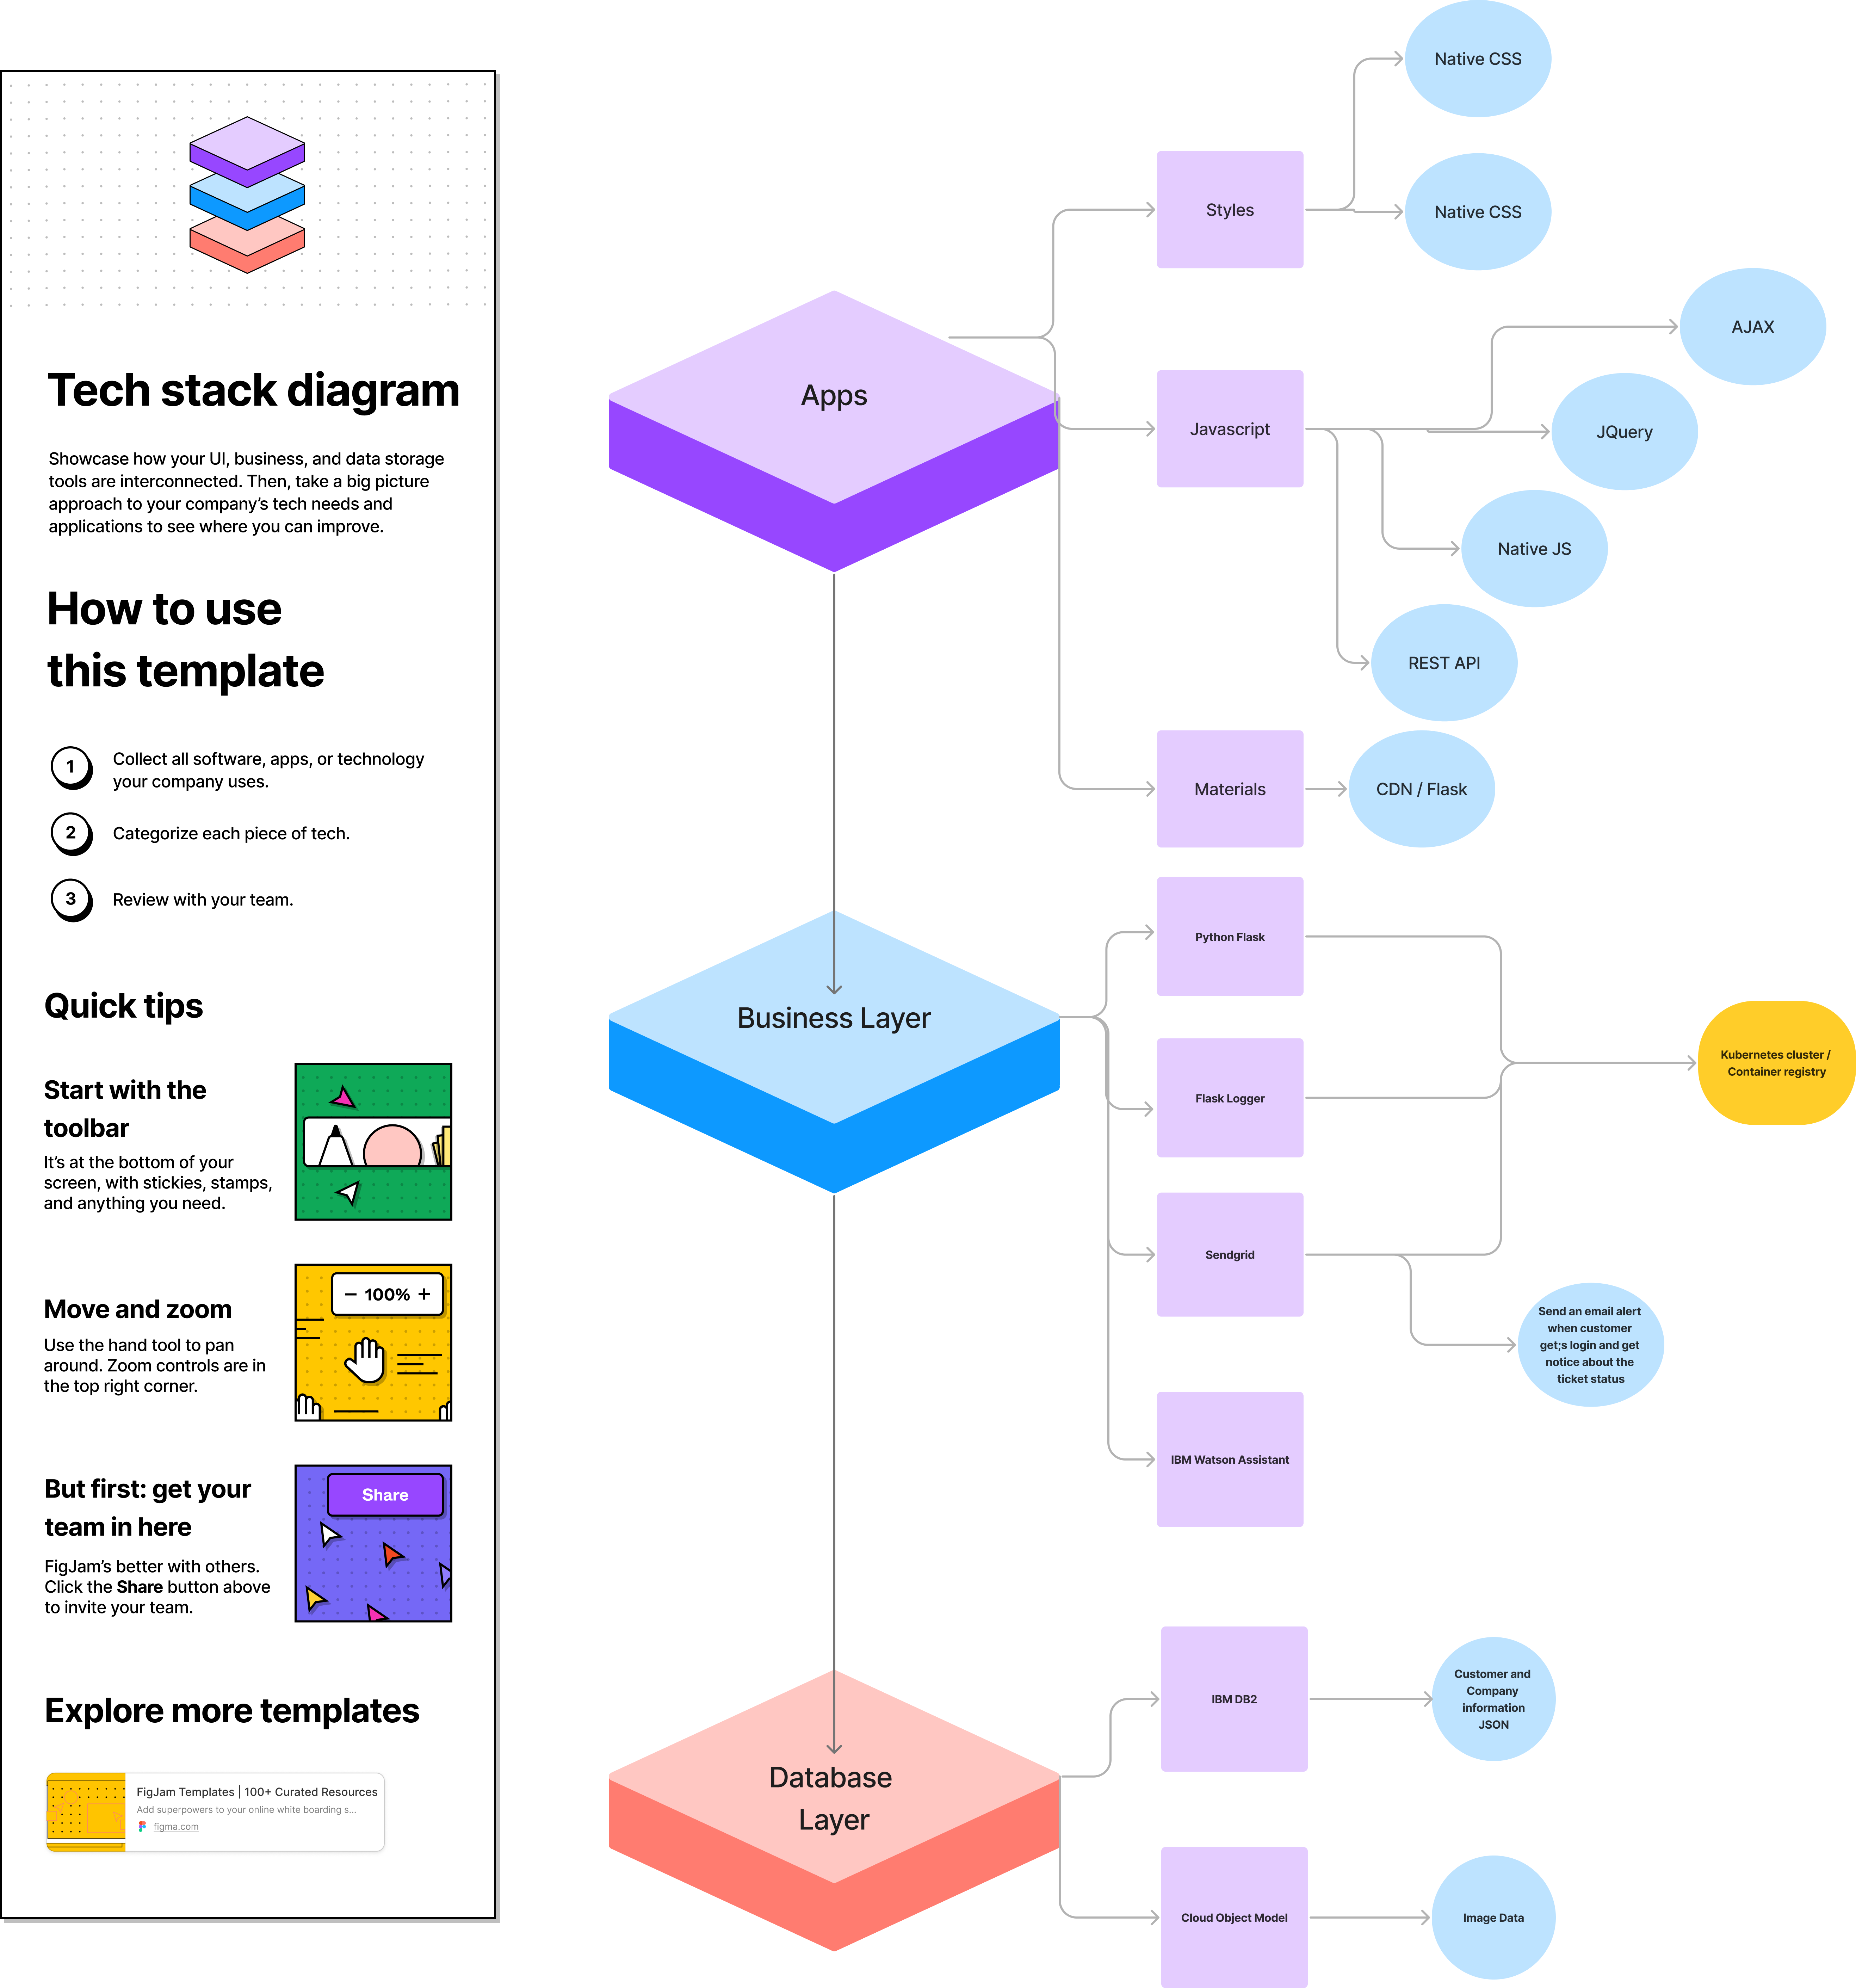 Tech stack diagram
Showcase how your UI, business, and data storage
tools are interconnected. Then, take a big picture
approach to your company's tech needs and
applications to see where you can improve.
How to use
this template
1
Collect all software, apps, or technology
your company uses.
2
Categorize each piece of tech.
3
Review with your team.
Quick tips
Start with the
toolbar
It's at the bottom of your
screen, with stickies, stamps,
and anything you need.
Move and zoom
Use the hand tool to pan
around. Zoom controls are in
the top right corner.
− 100% +
But first: get your
team in here
FigJam's better with others.
Click the Share button above
to invite your team.
Share
Explore more templates
FigJam Templates | 100+ Curated Resources
Add superpowers to your online white boarding s...
figma.com
Apps
Styles
Native CSS
Native CSS
Javascript
AJAX
JQuery
Native JS
REST API
Materials
CDN / Flask
Business Layer
Python Flask
Flask Logger
Sendgrid
IBM Watson Assistant
Kubernetes cluster /
Container registry
Send an email alert
when customer
get;s login and get
notice about the
ticket status
Database
Layer
IBM DB2
Customer and
Company
information
JSON
Cloud Object Model
Image Data